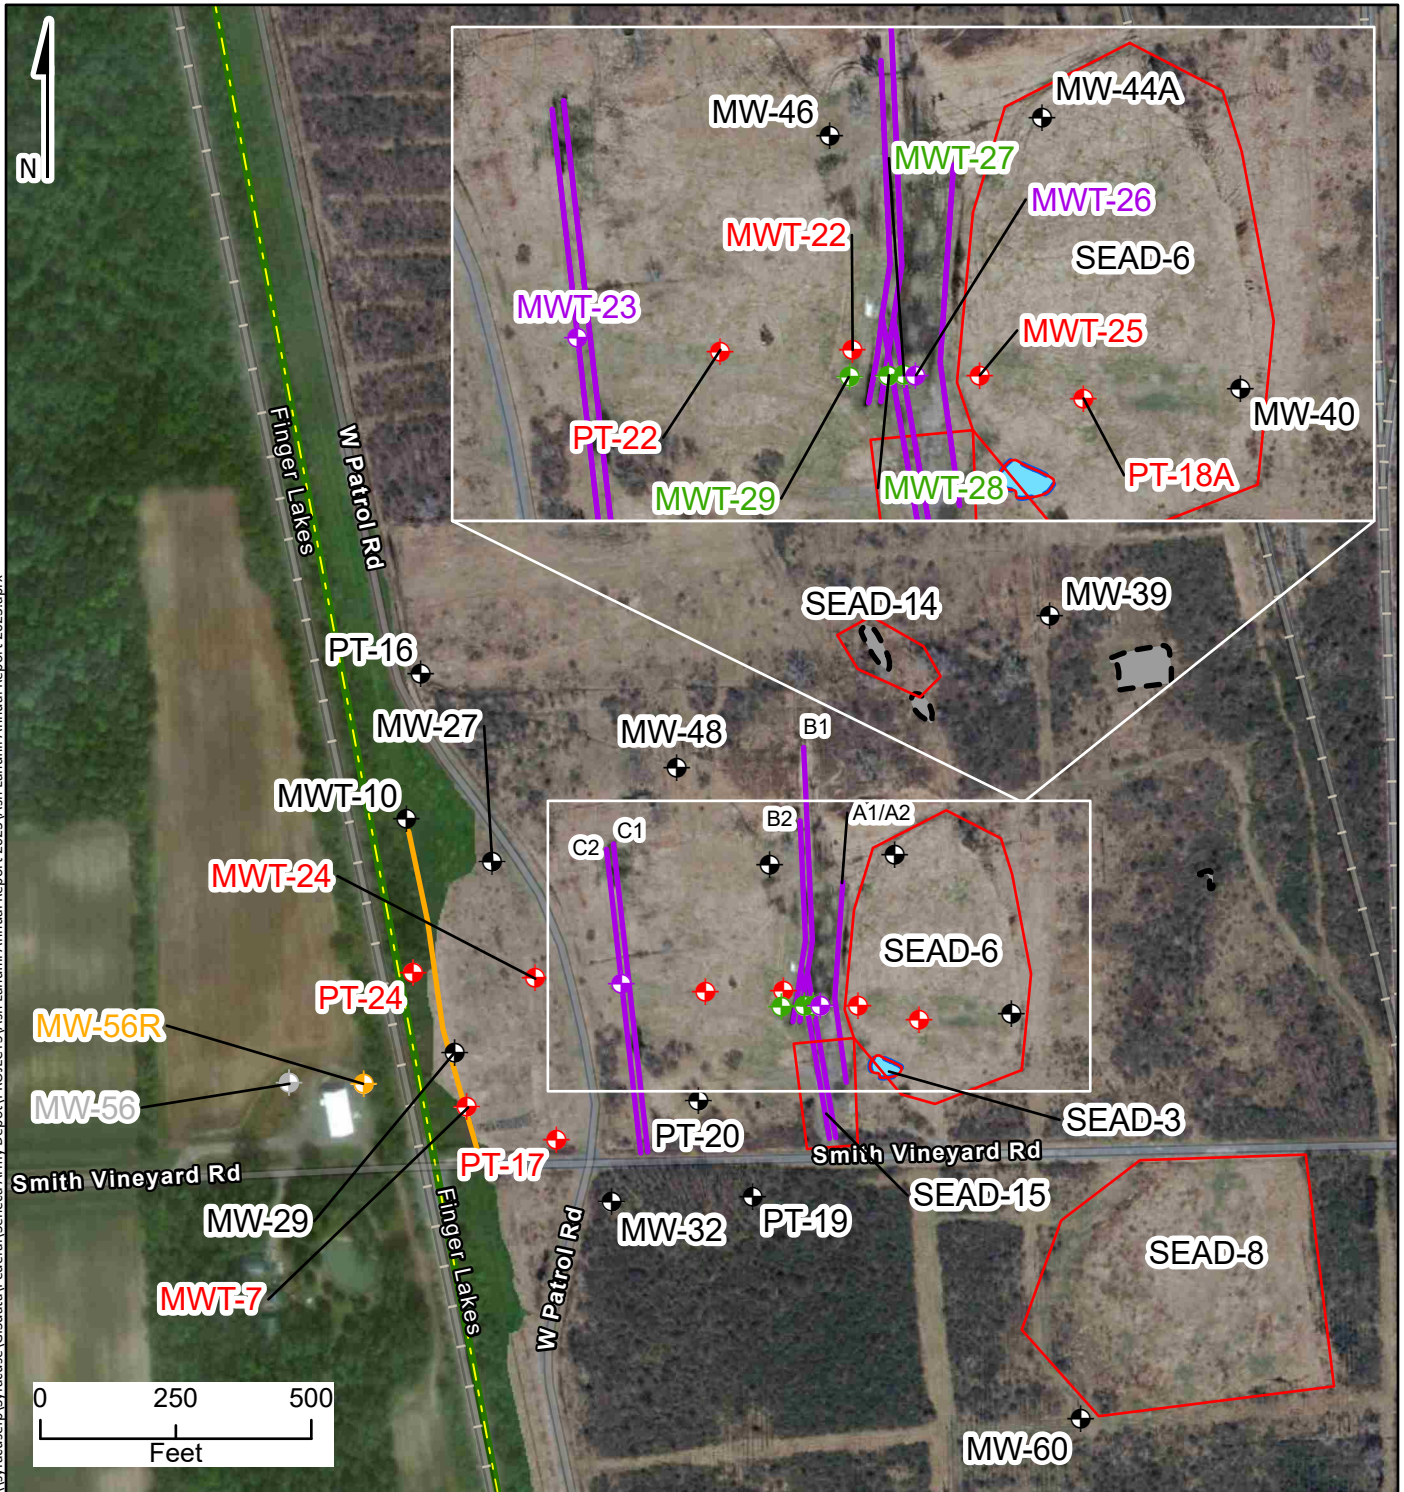 N
MW-46
MW-44A
MWT-27
MWT-26
MWT-22
SEAD-6
MWT-23
MWT-25
MW-40
PT-22
PT-18A
MWT-29
MWT-28
Finger Lakes
W Patrol Rd
SEAD-14
MW-39
PT-16
MW-27
MW-48
B1
MWT-10
B2
A1/A2
C1
C2
MWT-24
SEAD-6
PT-24
MW-56R
MW-56
PT-20
SEAD-3
PT-17
Smith Vineyard Rd
Smith Vineyard Rd
SEAD-15
MW-29
Finger Lakes
W Patrol Rd
MW-32
PT-19
SEAD-8
MWT-7
0 250 500
Feet
MW-60